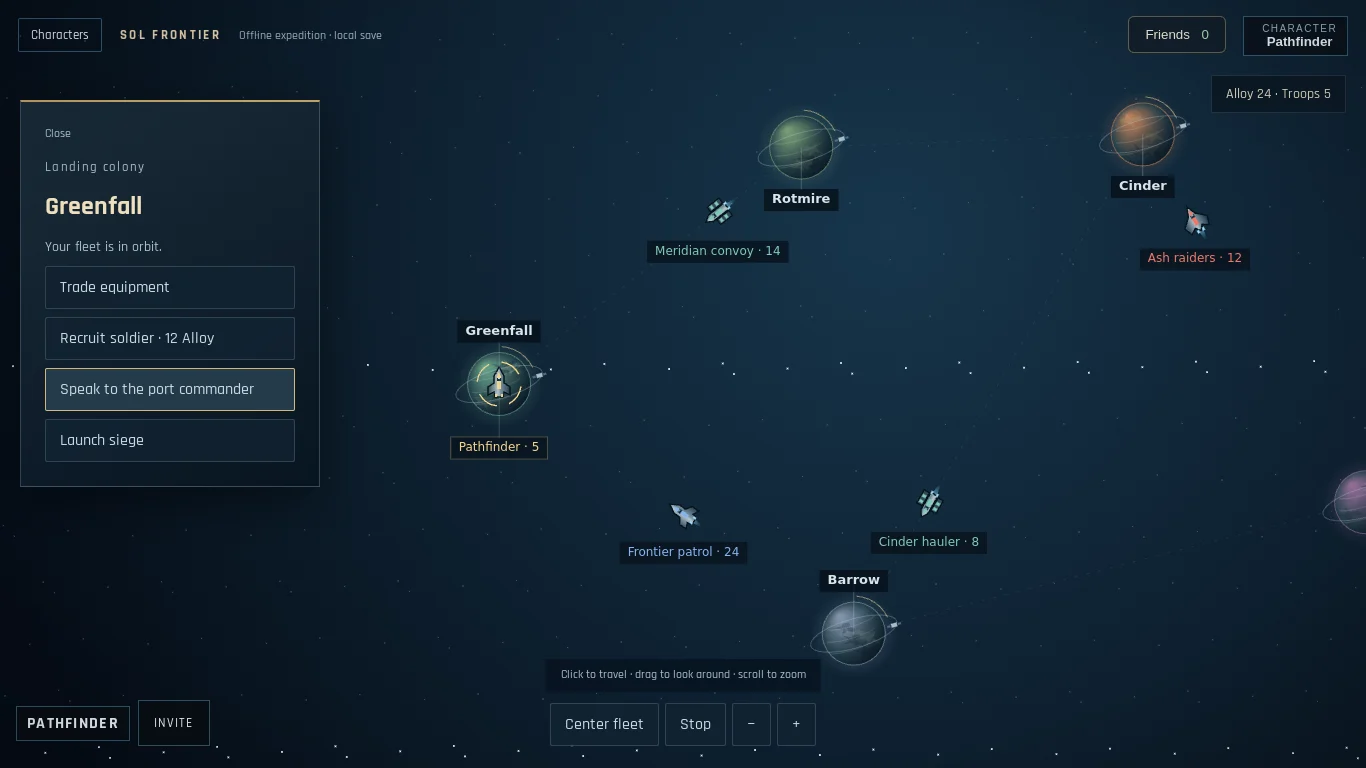 Characters
SOL FRONTIER
Offline expedition · local save
Friends 0
CHARACTER
Pathfinder
Alloy 24 · Troops 5
Close
Landing colony
Greenfall
Your fleet is in orbit.
Trade equipment
Recruit soldier · 12 Alloy
Speak to the port commander
Launch siege
Rotmire
Cinder
Meridian convoy · 14
Ash raiders · 12
Greenfall
Pathfinder · 5
Frontier patrol · 24
Cinder hauler · 8
Barrow
Click to travel · drag to look around · scroll to zoom
Center fleet
Stop
−
+
PATHFINDER
INVITE